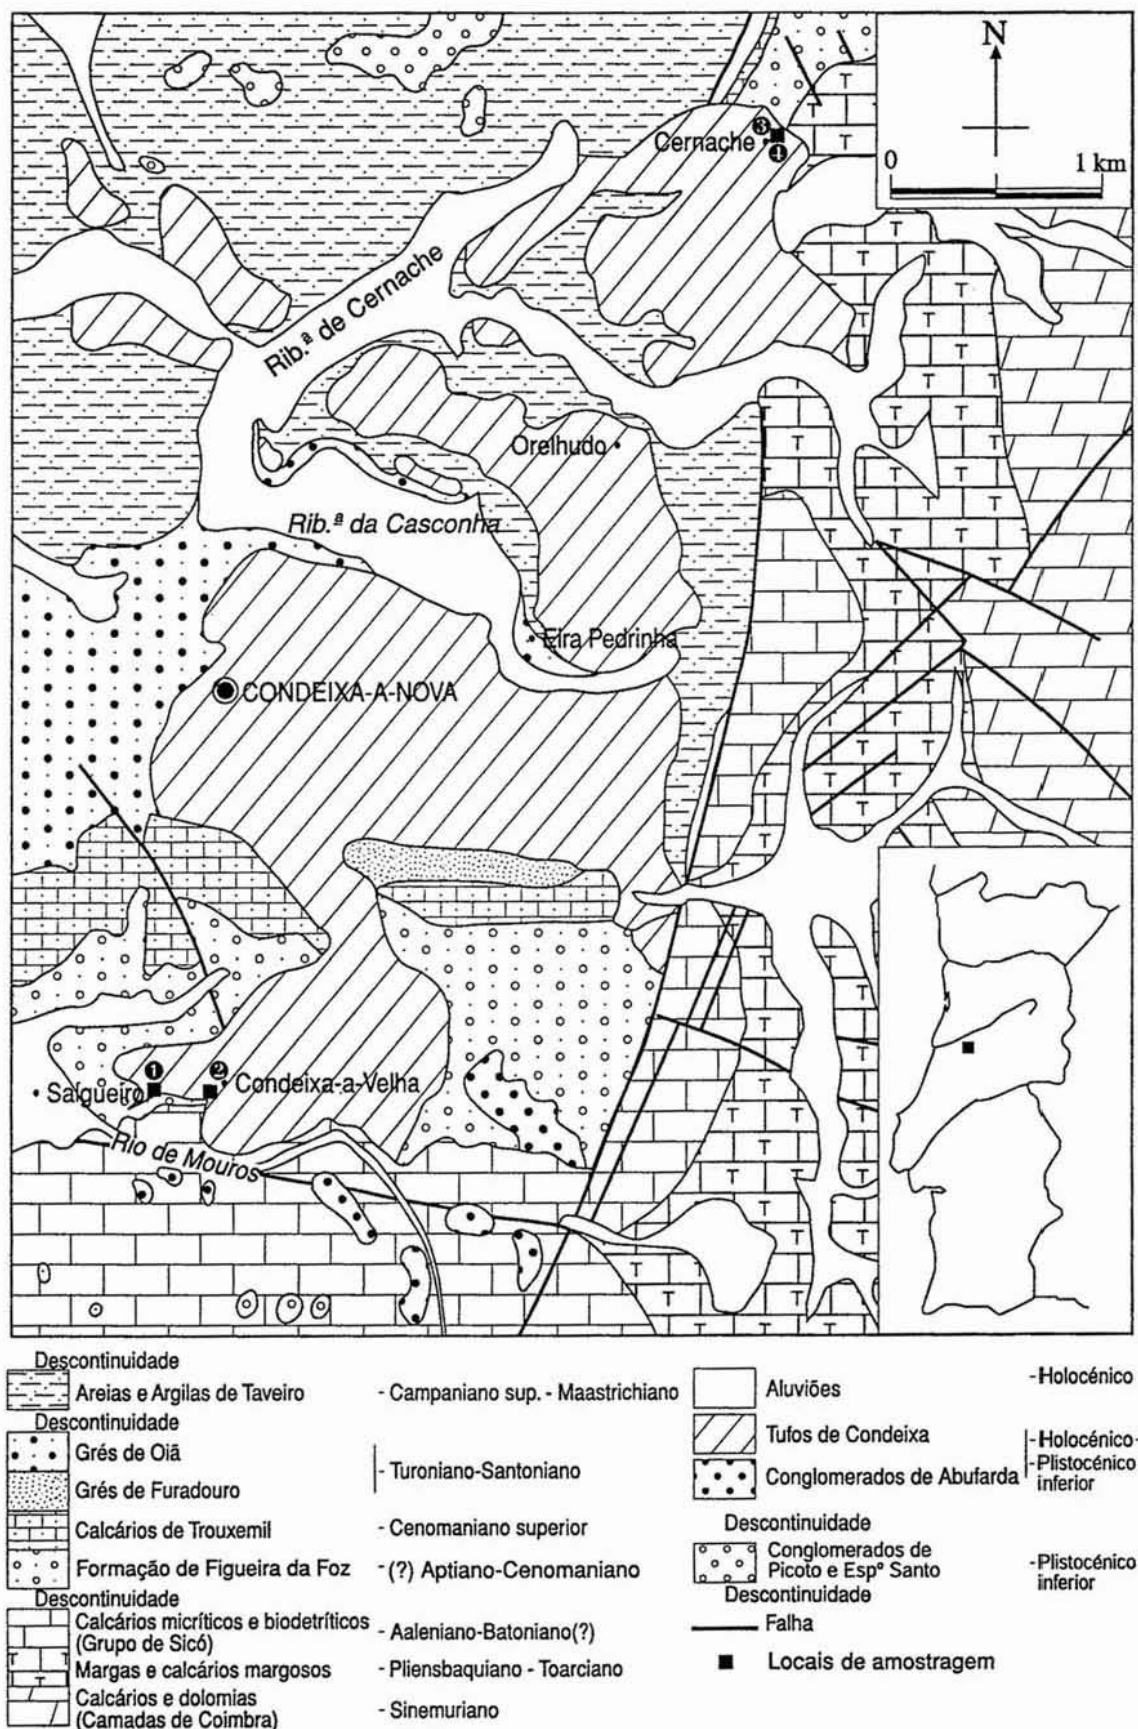 N
0 1 km
3
Cernache
4
Rib.ª de Cernache
Orelhudo
Rib.ª da Casconha
Eira Pedrinha
CONDEIXA-A-NOVA
1
2
Salgueiro
Condeixa-a-Velha
Rio de Mouros
Descontinuidade
Areias e Argilas de Taveiro - Campaniano sup. - Maastrichiano
Descontinuidade
Grés de Oiã
- Turoniano-Santoniano
Grés de Furadouro
Calcários de Trouxemil - Cenomaniano superior
Formação de Figueira da Foz - (?) Aptiano-Cenomaniano
Descontinuidade
Calcários micríticos e biodetríticos
(Grupo de Sicó)
- Aaleniano-Batoniano(?)
Margas e calcários margosos - Pliensbaquiano - Toarciano
Calcários e dolomias
(Camadas de Coimbra)
- Sinemuriano
Aluviões - Holocénico
Tufos de Condeixa - Holocénico -
Conglomerados de Abufarda - Plistocénico
inferior
Descontinuidade
Conglomerados de
Picoto e Espº Santo
- Plistocénico
inferior
Descontinuidade
Falha
Locais de amostragem